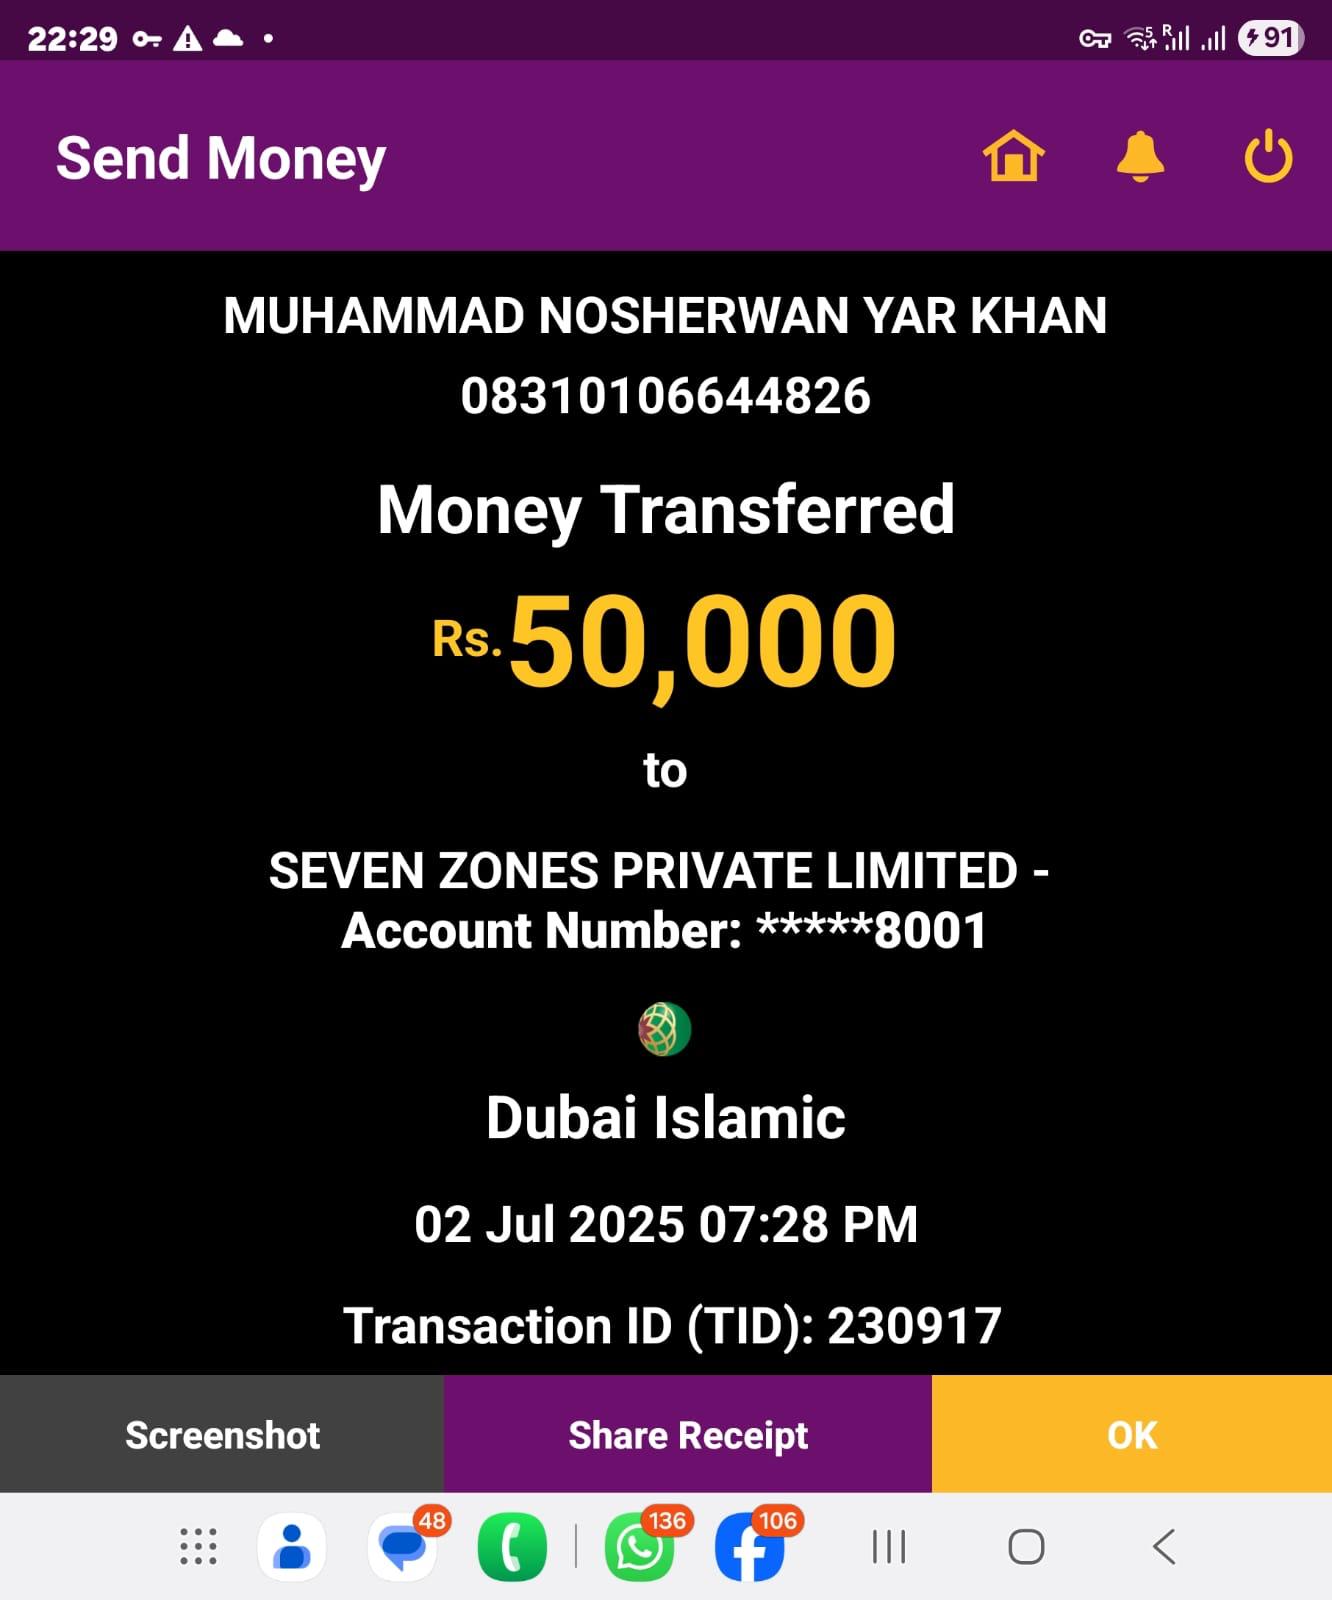 22:29
R
5
91
Send Money
MUHAMMAD NOSHERWAN YAR KHAN
08310106644826
Money Transferred
Rs.50,000
to
SEVEN ZONES PRIVATE LIMITED -
Account Number: *****8001
Dubai Islamic
02 Jul 2025 07:28 PM
Transaction ID (TID): 230917
Screenshot
Share Receipt
OK
48
136
106